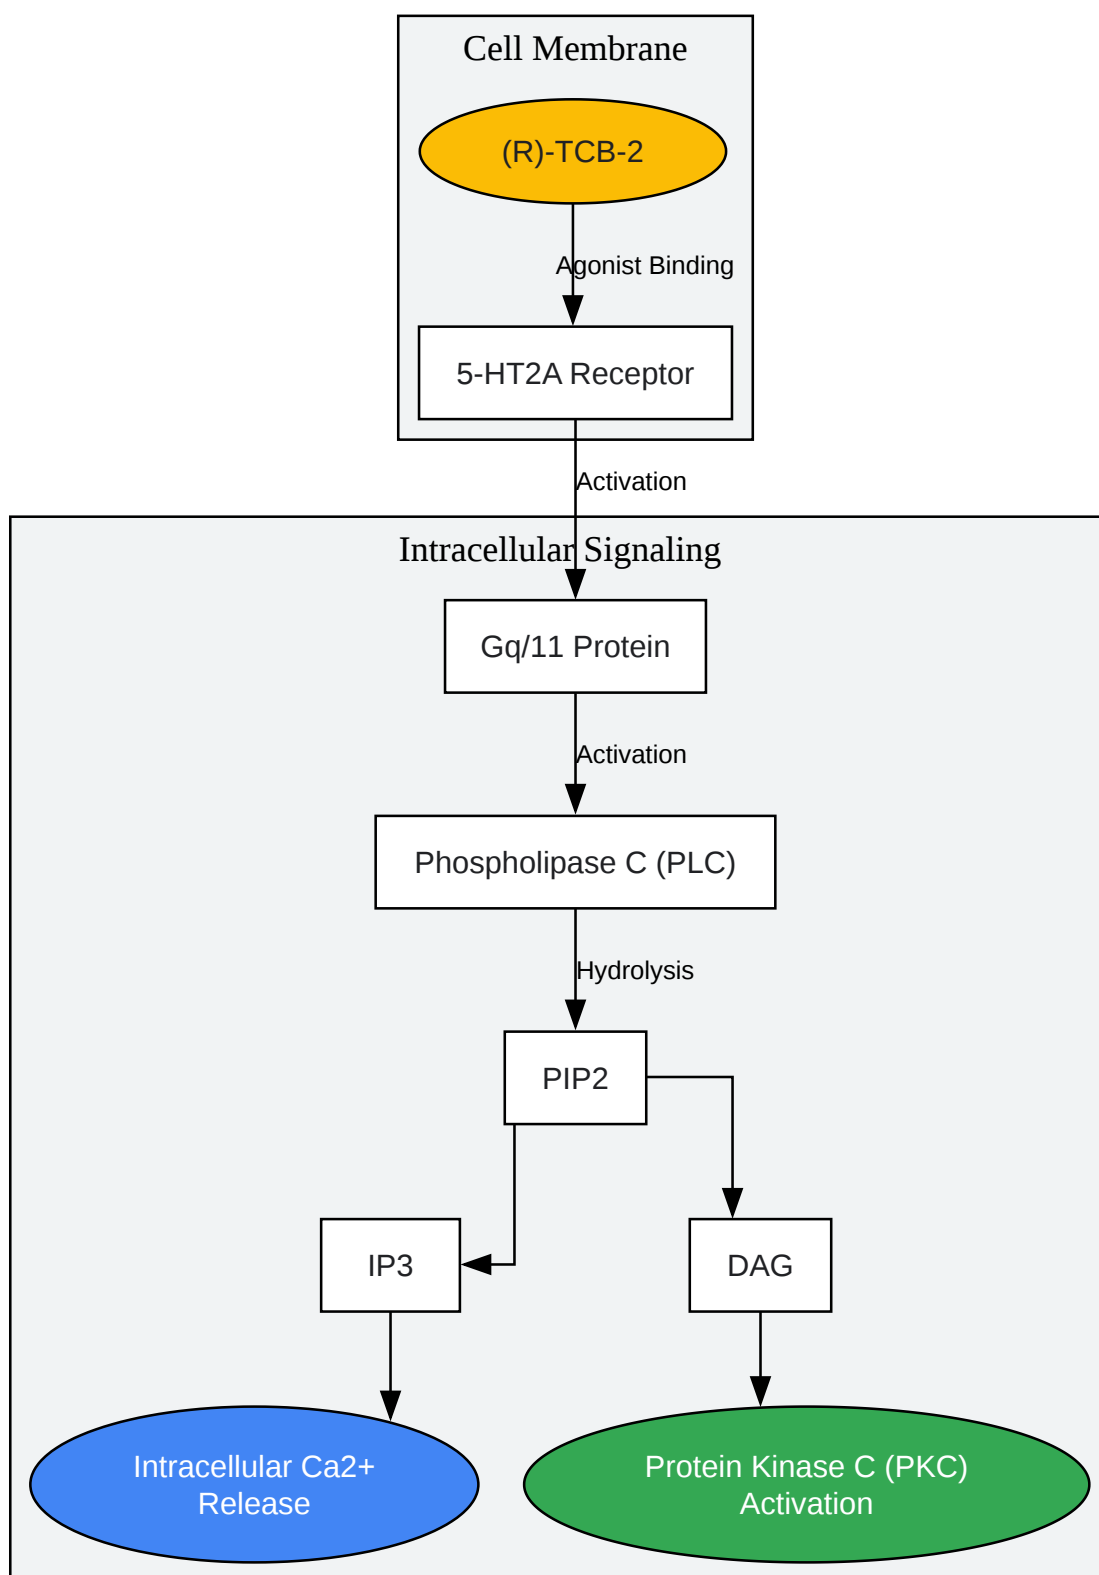 Cell Membrane
(R)-TCB-2
Agonist Binding
5-HT2A Receptor
Activation
Intracellular Signaling
Gq/11 Protein
Activation
Phospholipase C (PLC)
Hydrolysis
PIP2
IP3
DAG
Intracellular Ca2+
Release
Protein Kinase C (PKC)
Activation